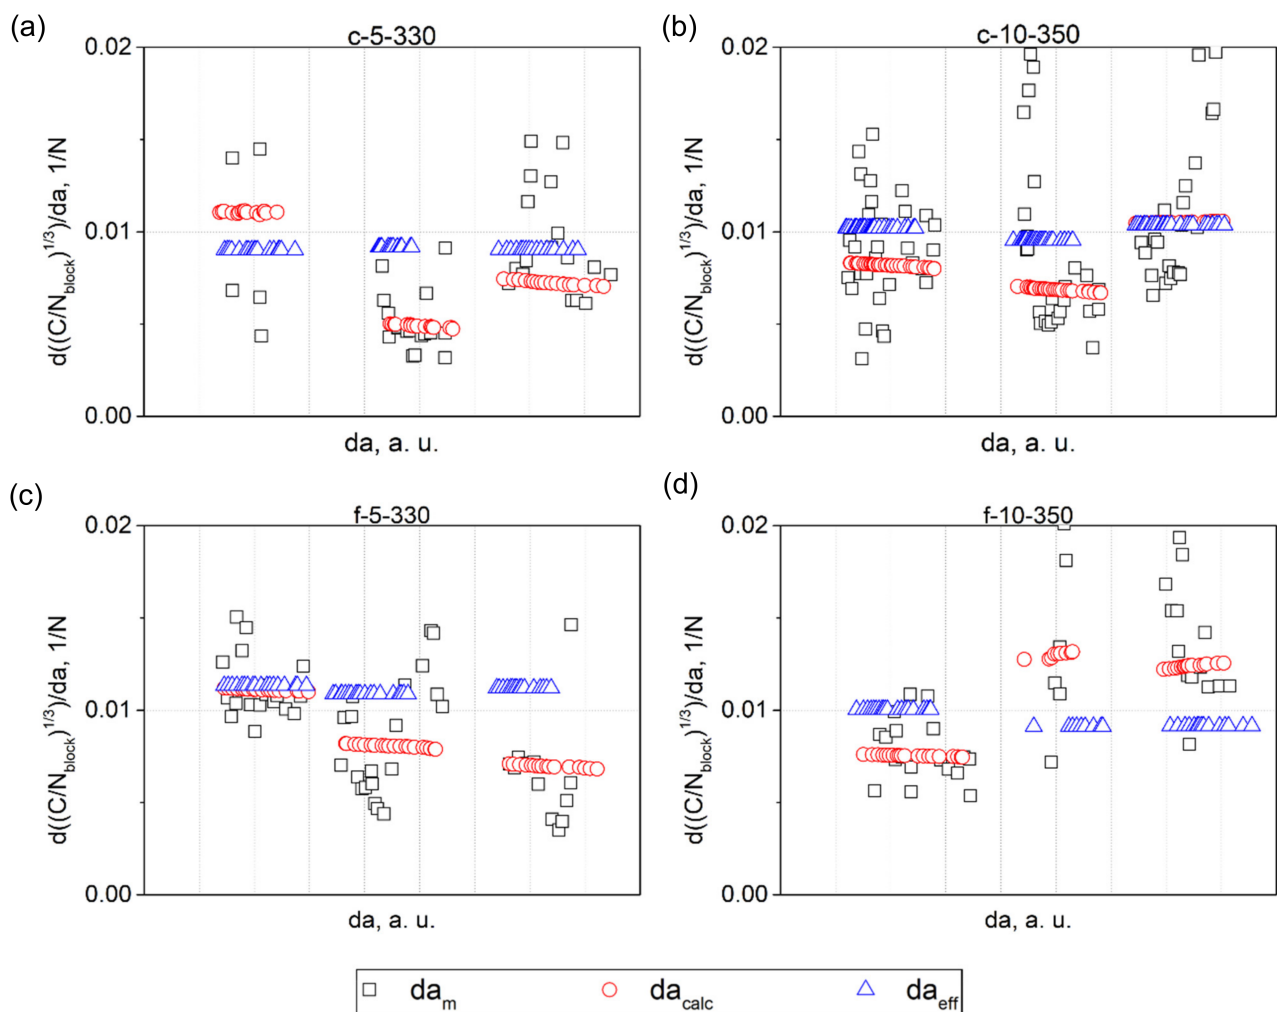 (a)
c-5-330
0.02
0.01
0.00
d((C/N_block)^1/3)/da, 1/N
da, a. u.
(b)
c-10-350
0.02
0.01
0.00
d((C/N_block)^1/3)/da, 1/N
da, a. u.
(c)
f-5-330
0.02
0.01
0.00
d((C/N_block)^1/3)/da, 1/N
da, a. u.
(d)
f-10-350
0.02
0.01
0.00
d((C/N_block)^1/3)/da, 1/N
da, a. u.
da_m da_calc da_eff